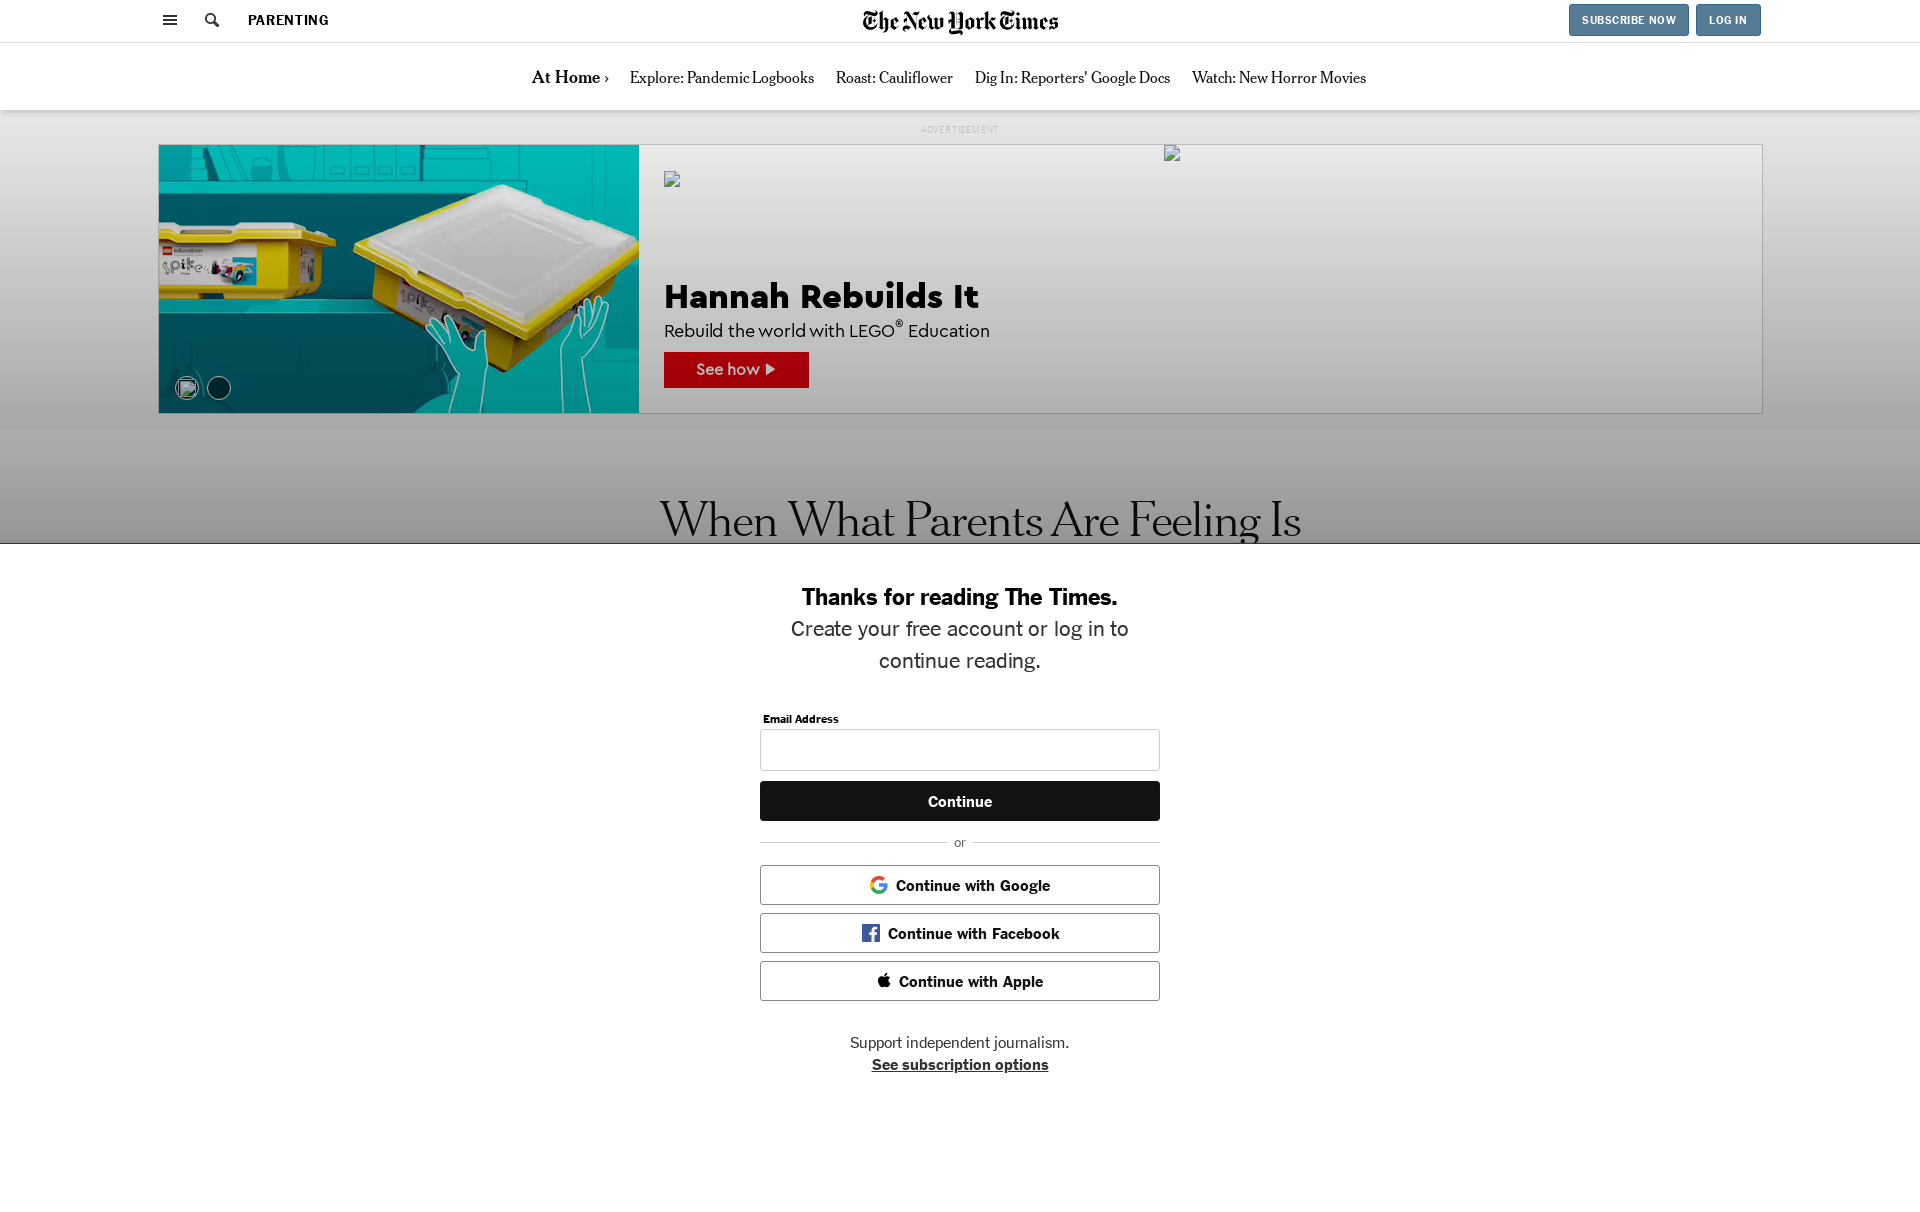 PARENTING
The New York Times
SUBSCRIBE NOW
LOG IN
At Home ›
Explore: Pandemic Logbooks
Roast: Cauliflower
Dig In: Reporters' Google Docs
Watch: New Horror Movies
ADVERTISEMENT
education
spike
spike
Hannah Rebuilds It
Rebuild the world with LEGO® Education
See how
When What Parents Are Feeling Is
Thanks for reading The Times.
Create your free account or log in to
continue reading.
Email Address
Continue
or
Continue with Google
Continue with Facebook
Continue with Apple
Support independent journalism.
See subscription options